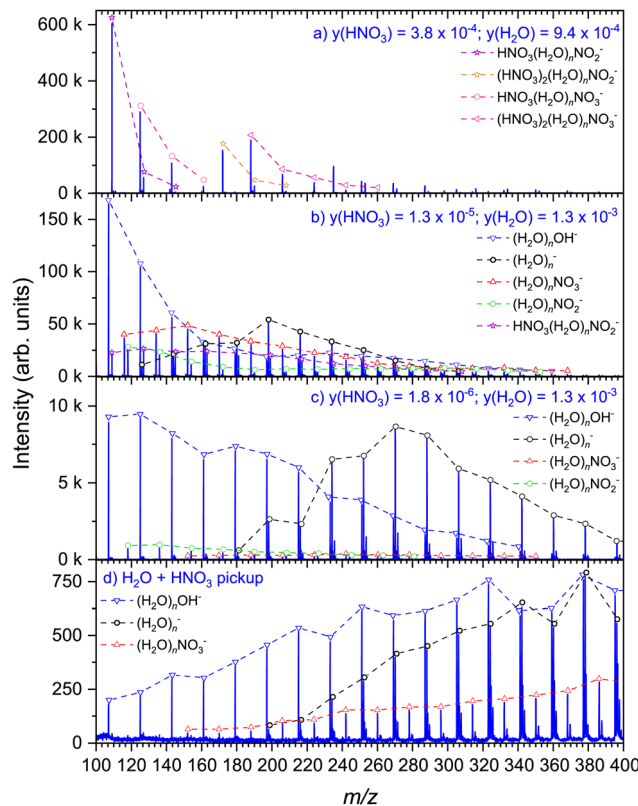 a) y(HNO₃) = 3.8 x 10⁻⁴; y(H₂O) = 9.4 x 10⁻⁴
HNO₃(H₂O)ₙNO₂⁻
(HNO₃)₂(H₂O)ₙNO₂⁻
HNO₃(H₂O)ₙNO₃⁻
(HNO₃)₂(H₂O)ₙNO₃⁻
600 k
400 k
200 k
0 k
b) y(HNO₃) = 1.3 x 10⁻⁵; y(H₂O) = 1.3 x 10⁻³
(H₂O)ₙOH⁻
(H₂O)ₙ⁻
(H₂O)ₙNO₃⁻
(H₂O)ₙNO₂⁻
HNO₃(H₂O)ₙNO₂⁻
150 k
100 k
50 k
0 k
Intensity (arb. units)
c) y(HNO₃) = 1.8 x 10⁻⁶; y(H₂O) = 1.3 x 10⁻³
(H₂O)ₙOH⁻
(H₂O)ₙ⁻
(H₂O)ₙNO₃⁻
(H₂O)ₙNO₂⁻
10 k
5 k
0 k
d) H₂O + HNO₃ pickup
(H₂O)ₙOH⁻
(H₂O)ₙ⁻
(H₂O)ₙNO₃⁻
750
500
250
0
100 120 140 160 180 200 220 240 260 280 300 320 340 360 380 400
m/z